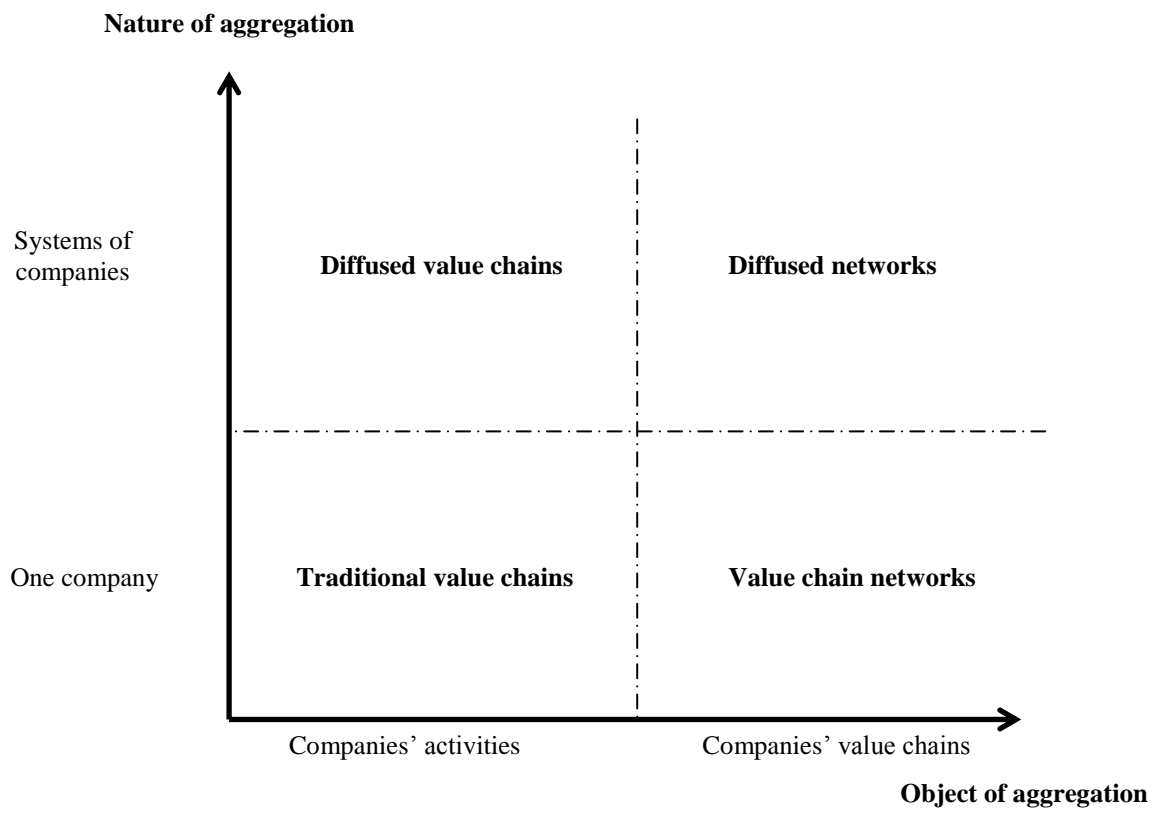 Nature of aggregation
Systems of
companies
Diffused value chains
Diffused networks
One company
Traditional value chains
Value chain networks
Companies’ activities
Companies’ value chains
Object of aggregation